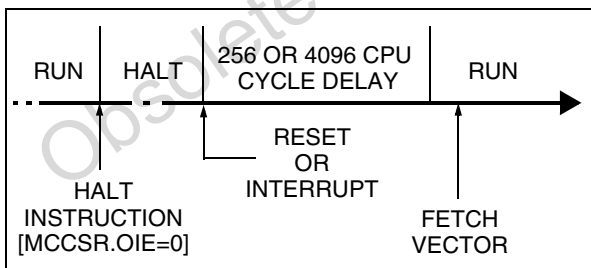 Obsolete
RUN
HALT
256 OR 4096 CPU
CYCLE DELAY
RUN
RESET
OR
INTERRUPT
HALT
INSTRUCTION
[MCCSR.OIE=0]
FETCH
VECTOR